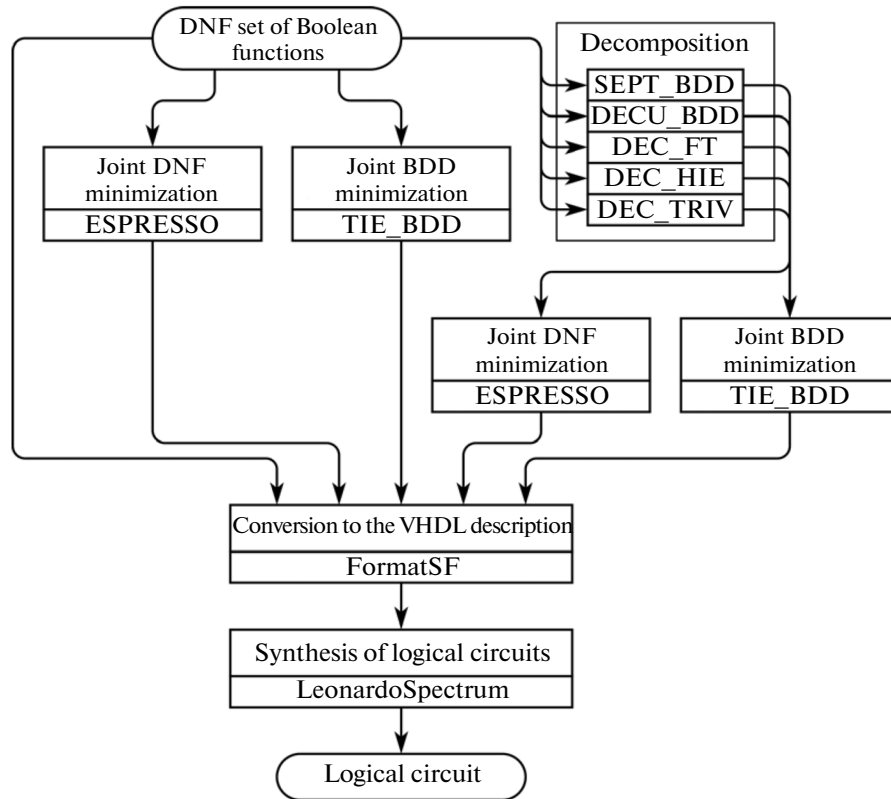 DNF set of Boolean
functions
Decomposition
SEPT_BDD
DECU_BDD
DEC_FT
DEC_HIE
DEC_TRIV
Joint DNF
minimization
ESPRESSO
Joint BDD
minimization
TIE_BDD
Joint DNF
minimization
ESPRESSO
Joint BDD
minimization
TIE_BDD
Conversion to the VHDL description
FormatSF
Synthesis of logical circuits
LeonardoSpectrum
Logical circuit